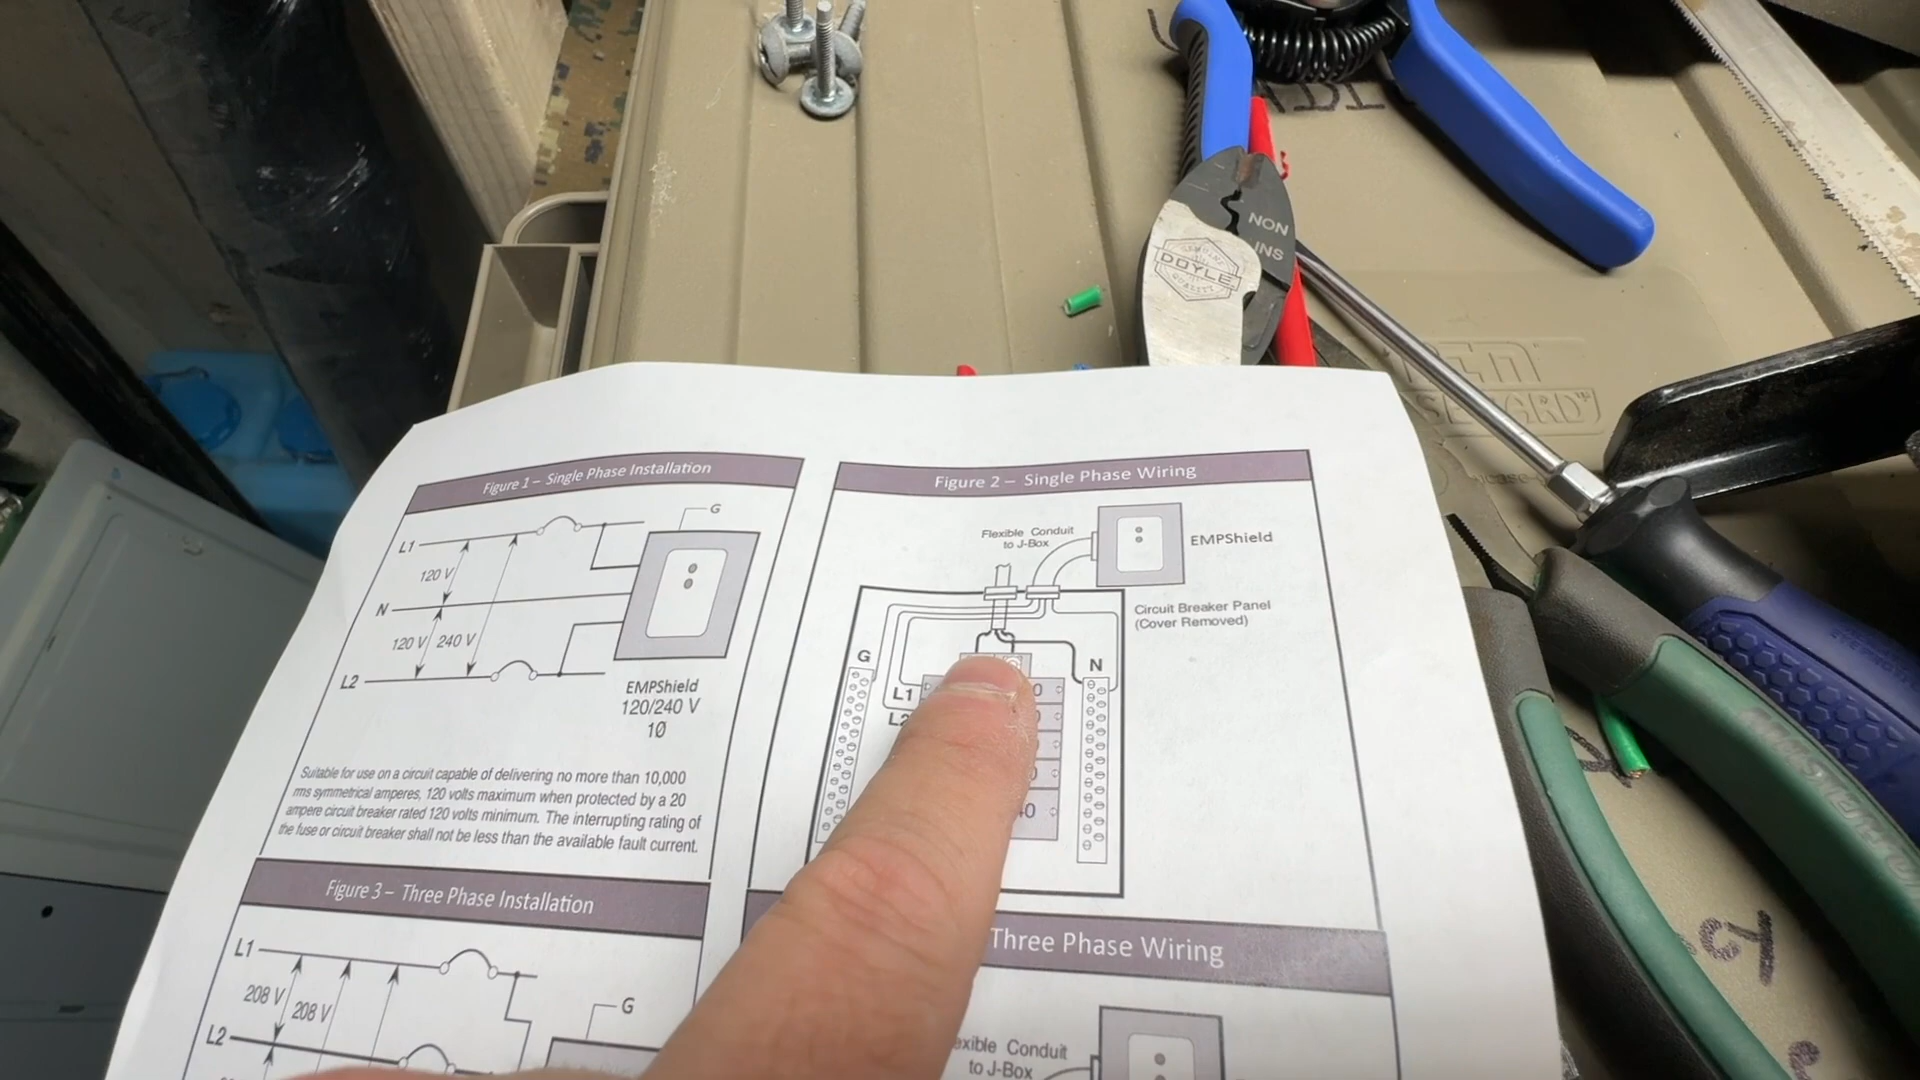 NON
INS
DOYLE
QUALITY
Figure 1 – Single Phase Installation
G
L1
120 V
N
120 V 240 V
L2
EMPShield
120/240 V
1Ø
Suitable for use on a circuit capable of delivering no more than 10,000
rms symmetrical amperes, 120 volts maximum when protected by a 20
ampere circuit breaker rated 120 volts minimum. The interrupting rating of
the fuse or circuit breaker shall not be less than the available fault current.
Figure 2 – Single Phase Wiring
Flexible Conduit
to J-Box
EMPShield
Circuit Breaker Panel
(Cover Removed)
G
N
L1
L2
Figure 3 – Three Phase Installation
L1
208 V
208 V
L2
G
Three Phase Wiring
exible Conduit
to J-Box